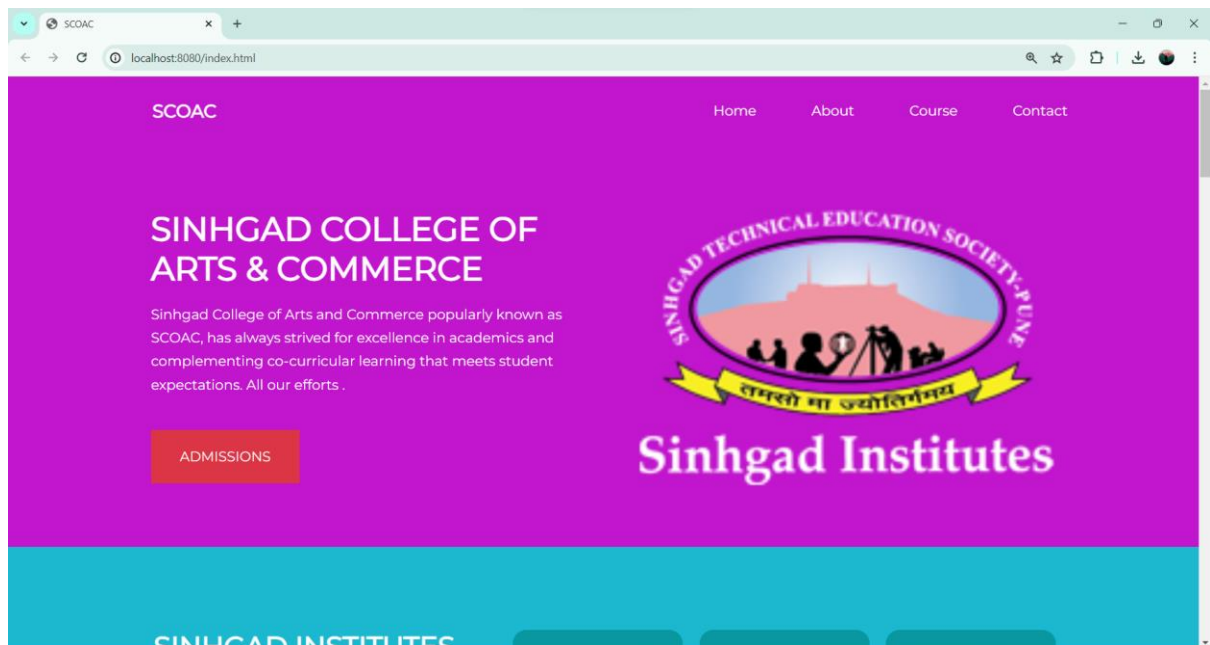 SCOAC
localhost:8080/index.html
SCOAC
Home About Course Contact
SINHGAD COLLEGE OF
ARTS & COMMERCE
Sinhgad College of Arts and Commerce popularly known as
SCOAC, has always strived for excellence in academics and
complementing co-curricular learning that meets student
expectations. All our efforts .
ADMISSIONS
SINHGAD TECHNICAL EDUCATION SOCIETY-PUNE
तमसो मा ज्योतिर्गमय
Sinhgad Institutes
SINHGAD INSTITUTES